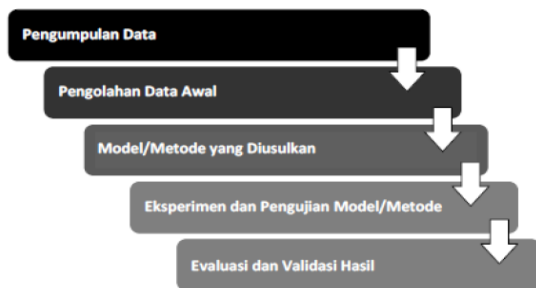 Pengumpulan Data
Pengolahan Data Awal
Model/Metode yang Diusulkan
Eksperimen dan Pengujian Model/Metode
Evaluasi dan Validasi Hasil